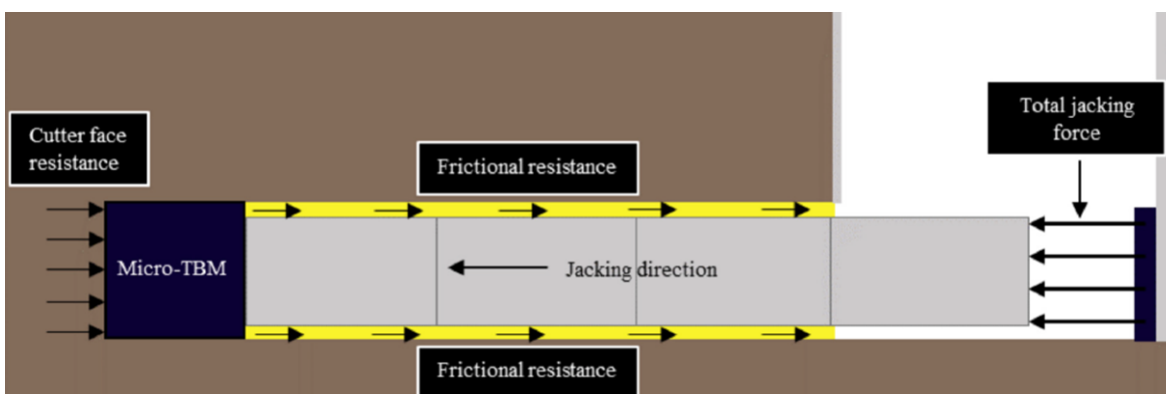 Cutter face
resistance
Frictional resistance
Total jacking
force
Micro-TBM
Jacking direction
Frictional resistance